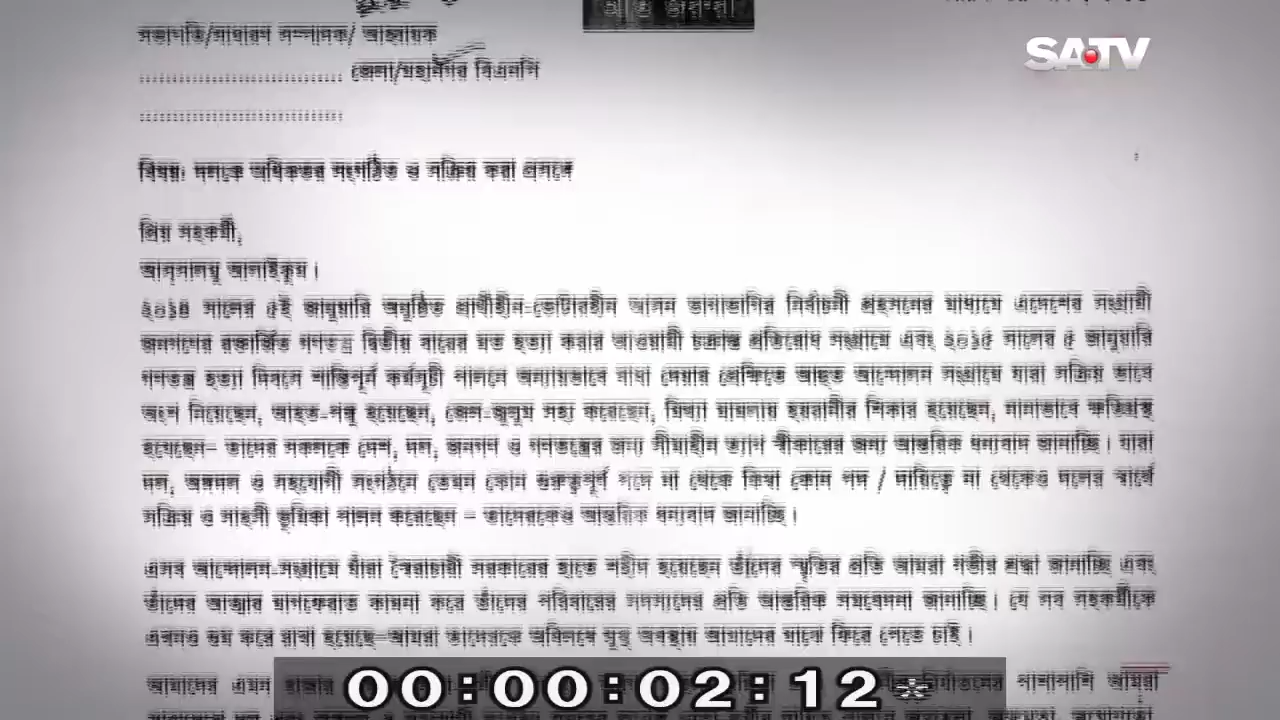 সভাপতি/সাধারণ সম্পাদক/ আহ্বায়ক
SATV
............................. জেলা/মহানগর বিএনপি
.............................
বিষয়ঃ দলকে অধিকতর সংগঠিত ও সক্রিয় করা প্রসঙ্গে
প্রিয় সহকর্মী,
আস্সালামু আলাইকুম।
২০১৪ সালের ৫ই জানুয়ারি অনুষ্ঠিত প্রার্থীহীন-ভোটারহীন আসন ভাগাভাগির নির্বাচনী প্রহসনের মাধ্যমে এদেশের সংগ্রামী
জনগণের রক্তার্জিত গণতন্ত্র দ্বিতীয় বারের মত হত্যা করার আওয়ামী চক্রান্ত প্রতিরোধ সংগ্রামে এবং ২০১৫ সালের ৫ জানুয়ারি
গণতন্ত্র হত্যা দিবসে শান্তিপূর্ন কর্মসূচী পালনে অন্যায়ভাবে বাধা দেয়ার প্রেক্ষিতে আহূত আন্দোলন সংগ্রামে যারা সক্রিয় ভাবে
অংশ নিয়েছেন, আহত-পঙ্গু হয়েছেন, জেল-জুলুম সহ্য করেছেন, মিথ্যা মামলায় হয়রানীর শিকার হয়েছেন, নানাভাবে ক্ষতিগ্রস্থ
হয়েছেন– তাদের সকলকে দেশ, দল, জনগণ ও গণতন্ত্রের জন্য সীমাহীন ত্যাগ স্বীকারের জন্য আন্তরিক ধন্যবাদ জানাচ্ছি। যারা
দল, অঙ্গদল ও সহযোগী সংগঠনে তেমন কোন গুরুত্বপূর্ণ পদে না থেকে কিম্বা কোন পদ / দায়িত্বে না থেকেও দলের স্বার্থে
সক্রিয় ও সাহসী ভূমিকা পালন করেছেন – তাদেরকেও আন্তরিক ধন্যবাদ জানাচ্ছি।
এসব আন্দোলন-সংগ্রামে যাঁরা স্বৈরাচারী সরকারের হাতে শহীদ হয়েছেন তাঁদের স্মৃতির প্রতি আমরা গভীর শ্রদ্ধা জানাচ্ছি এবং
তাঁদের আত্মার মাগফেরাত কামনা করে তাঁদের পরিবারের সদস্যদের প্রতি আন্তরিক সমবেদনা জানাচ্ছি। যে সব সহকর্মীকে
এখনও গুম করে রাখা হয়েছে–আমরা তাদেরকে অবিলম্বে সুস্থ অবস্থায় আমাদের মাঝে ফিরে পেতে চাই।
আমাদের এমন হাজার নির্যাতনের পাশাপাশি আমরা
00:00:02:12*